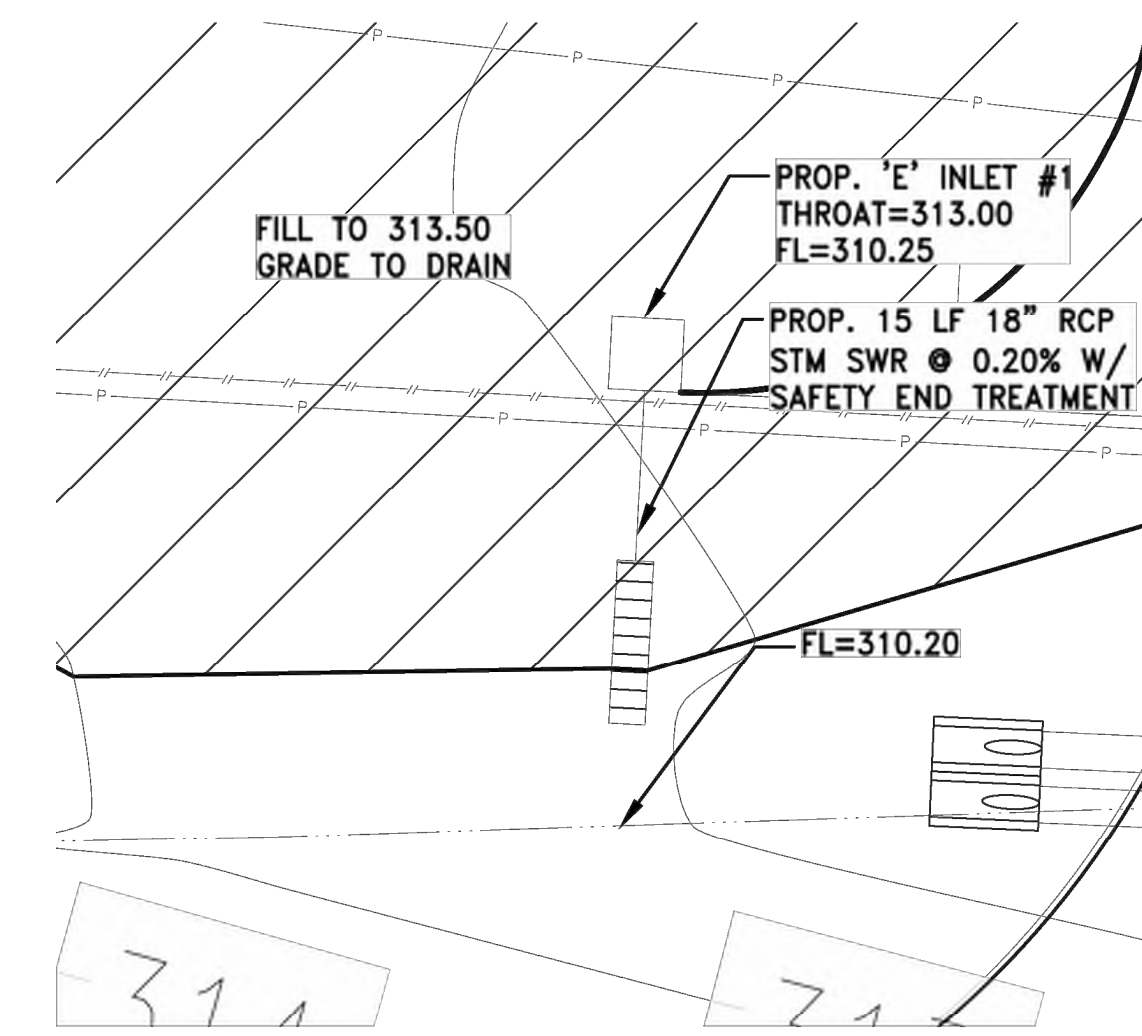 PROP. 'E' INLET #1
THROAT=313.00
FL=310.25
FILL TO 313.50
GRADE TO DRAIN
PROP. 15 LF 18" RCP
STM SWR @ 0.20% W/
SAFETY END TREATMENT
FL=310.20
P P P P
P P P P P P